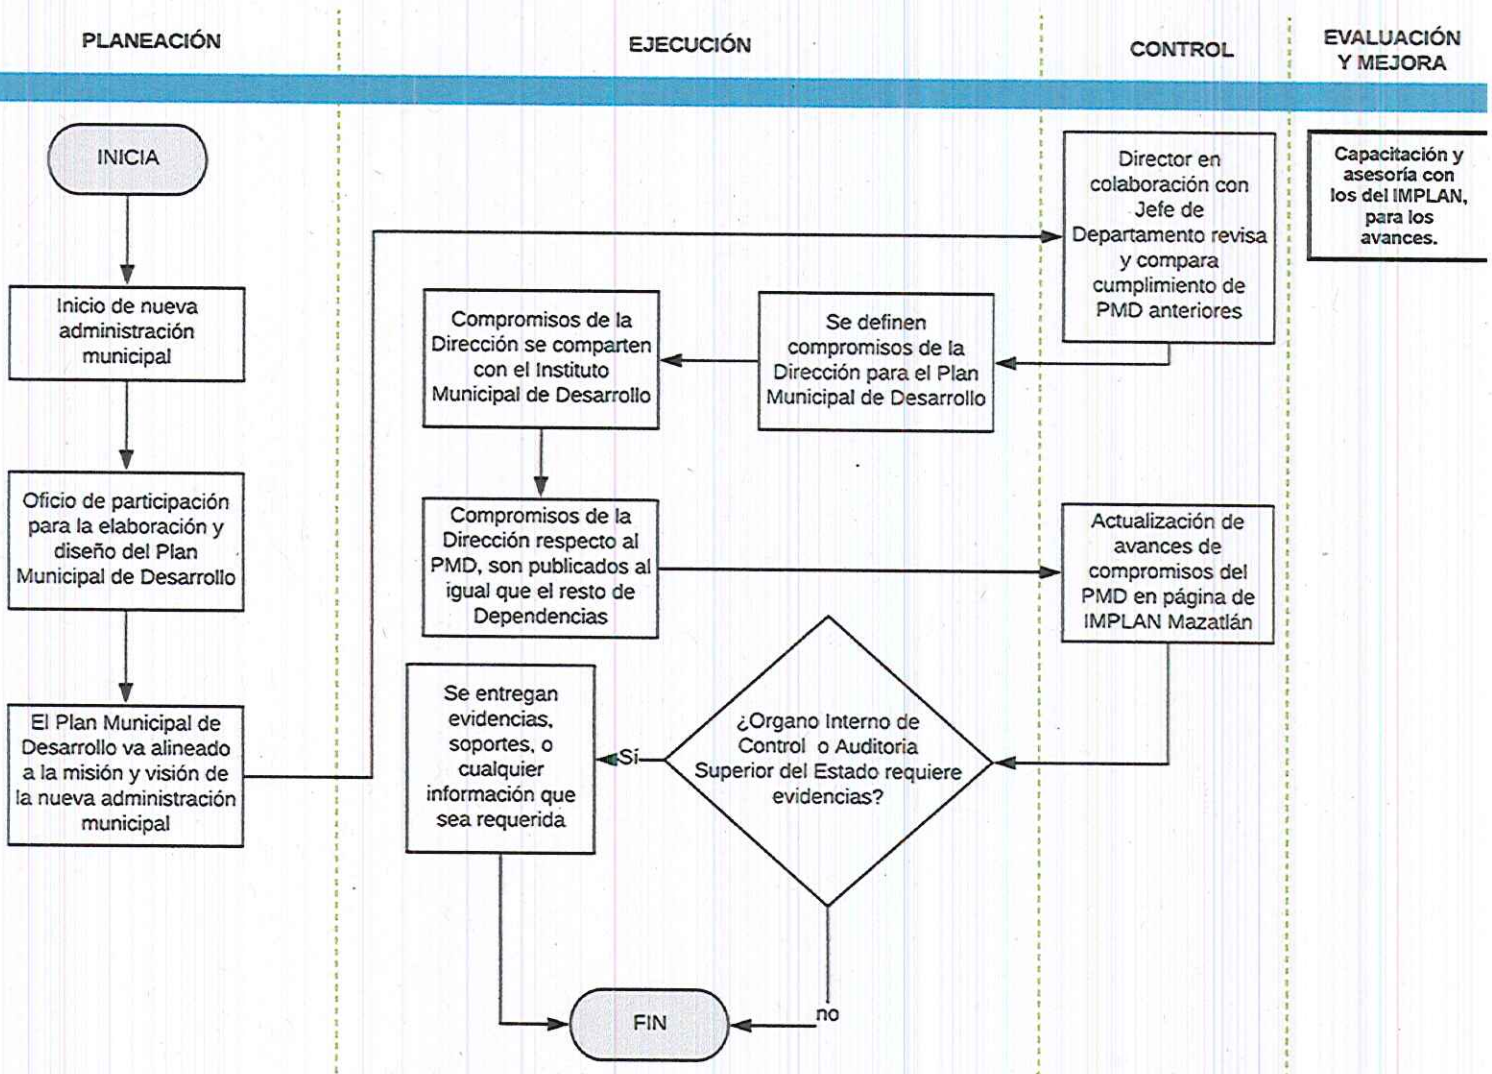 PLANEACIÓN
EJECUCIÓN
CONTROL
EVALUACIÓN
Y MEJORA
INICIA
Inicio de nueva
administración
municipal
Oficio de participación
para la elaboración y
diseño del Plan
Municipal de Desarrollo
El Plan Municipal de
Desarrollo va alineado
a la misión y visión de
la nueva administración
municipal
Director en
colaboración con
Jefe de
Departamento revisa
y compara
cumplimiento de
PMD anteriores
Se definen
compromisos de la
Dirección para el Plan
Municipal de Desarrollo
Compromisos de la
Dirección se comparten
con el Instituto
Municipal de Desarrollo
Compromisos de la
Dirección respecto al
PMD, son publicados al
igual que el resto de
Dependencias
Actualización de
avances de
compromisos del
PMD en página de
IMPLAN Mazatlán
¿Organo Interno de
Control o Auditoria
Superior del Estado requiere
evidencias?
Sí
Se entregan
evidencias,
soportes, o
cualquier
información que
sea requerida
no
FIN
Capacitación y
asesoría con
los del IMPLAN,
para los
avances.